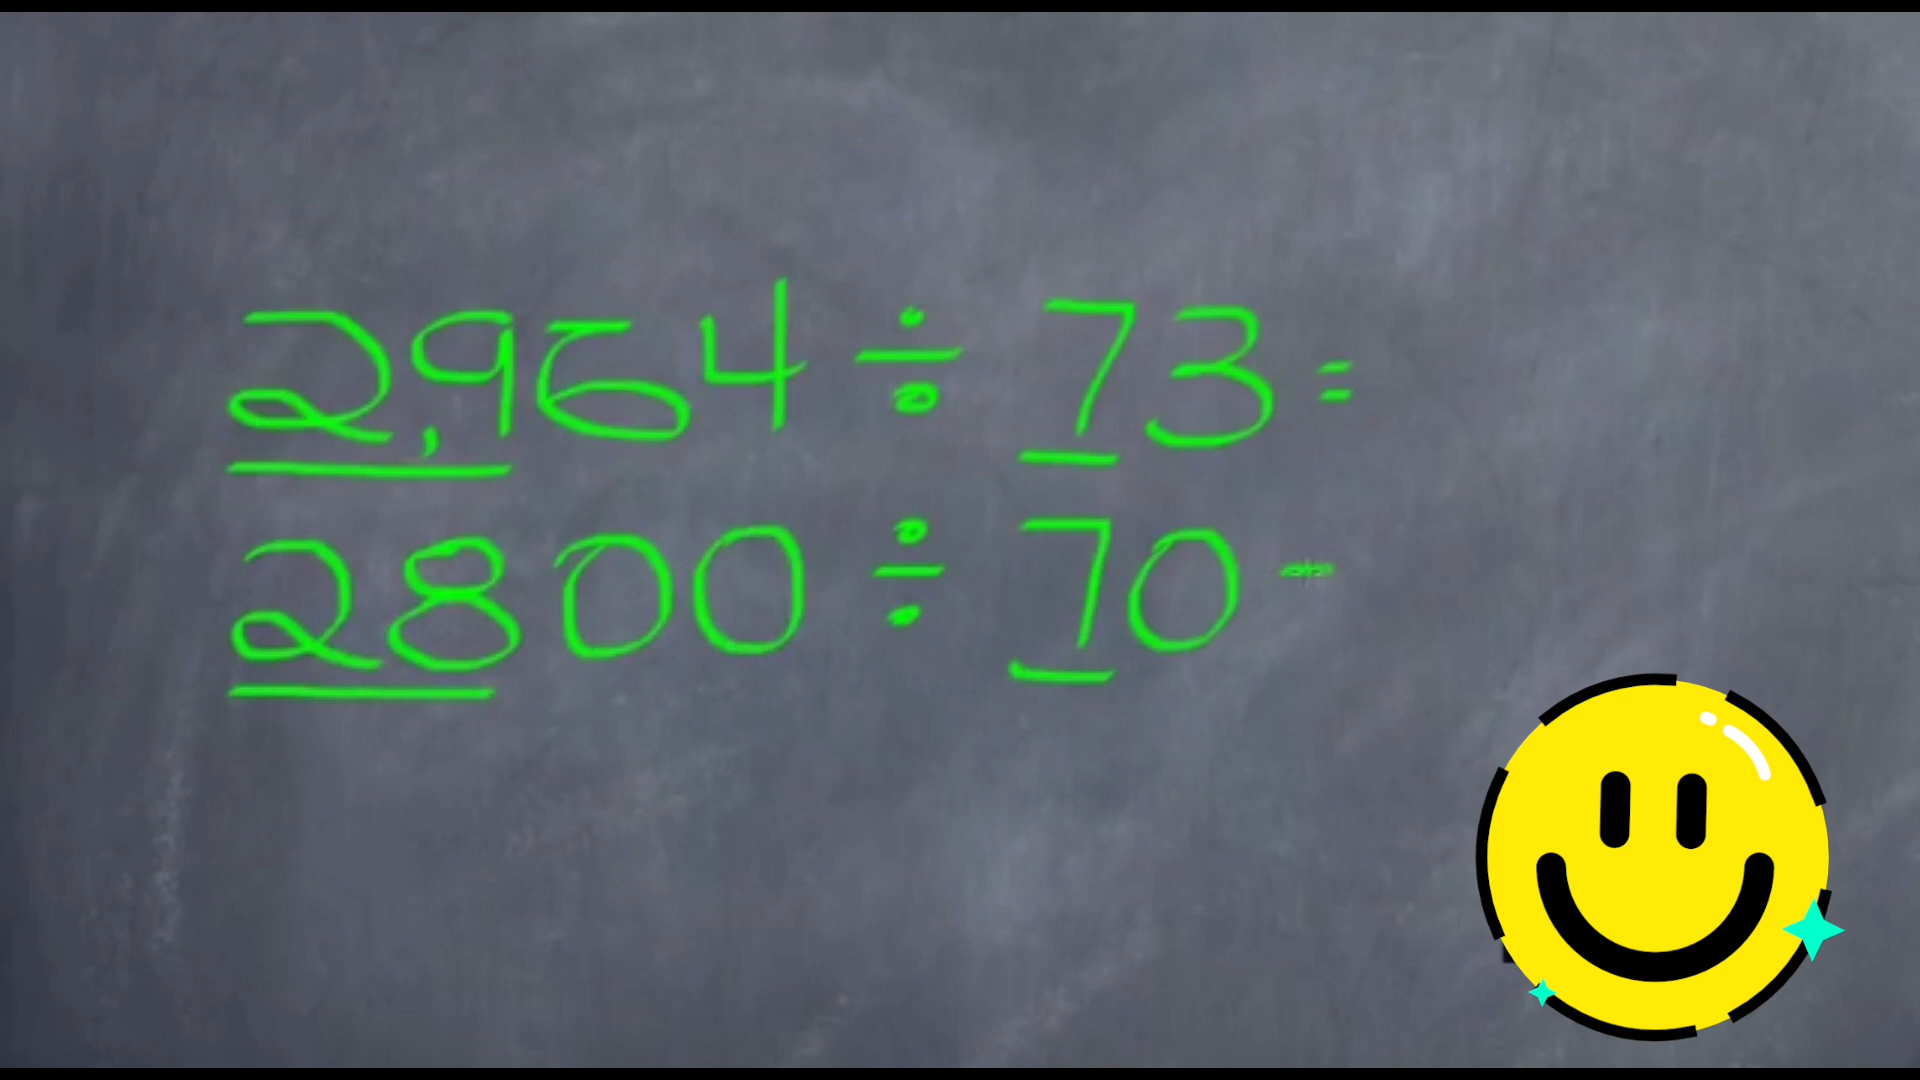 2,964 ÷ 73 =
2800 ÷ 70